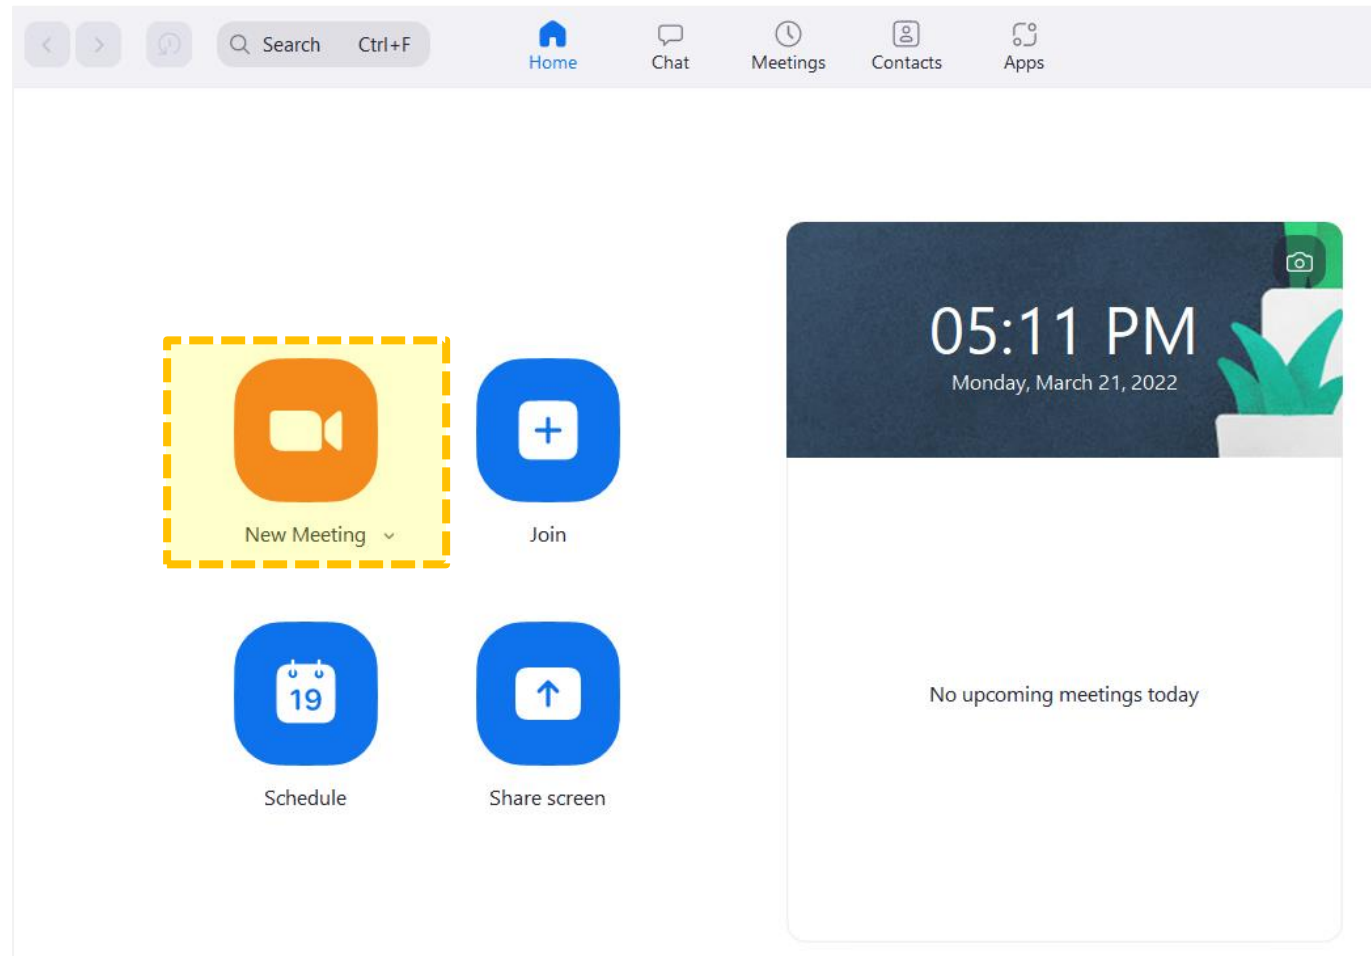 Search Ctrl+F
Home
Chat
Meetings
Contacts
Apps
05:11 PM
Monday, March 21, 2022
New Meeting
Join
19
Schedule
Share screen
No upcoming meetings today